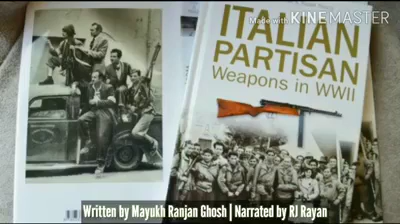 Made with KINEMASTER
ITALIAN
PARTISAN
Weapons in WWII
Written by Mayukh Ranjan Ghosh | Narrated by RJ Rayan